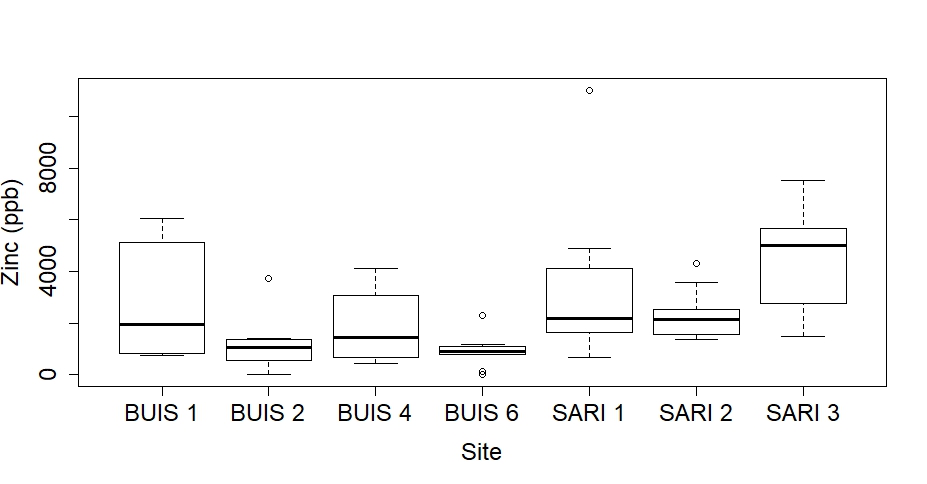 Zinc (ppb)
8000
4000
0
BUIS 1 BUIS 2 BUIS 4 BUIS 6 SARI 1 SARI 2 SARI 3
Site